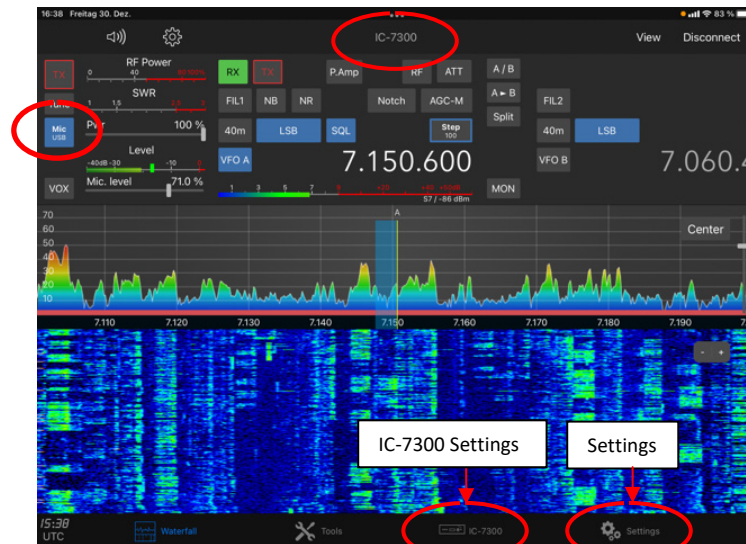 16:38 Freitag 30. Dez. 83 %
IC-7300 View Disconnect
TX RF Power RX TX P.Amp RF ATT A / B
0 40 80 100%
Tune SWR FIL1 NB NR Notch AGC-M A ▸ B FIL2
1 1.5
Mic USB Pwr 100 % 40m LSB SQL Step 100 Split 40m LSB
Level
-40dB -30 -10 0 VFO A 7.150.600 VFO B 7.060.4
VOX Mic. level 71.0 % 1 3 5 7 9 +20 +40 MON
S7 / -86 dBm
A
70
60 Center
50
40
30
20
10
7.110 7.120 7.130 7.140 7.150 7.160 7.170 7.180 7.190 7.
- +
IC-7300 Settings Settings
15:38
UTC Waterfall Tools IC-7300 Settings